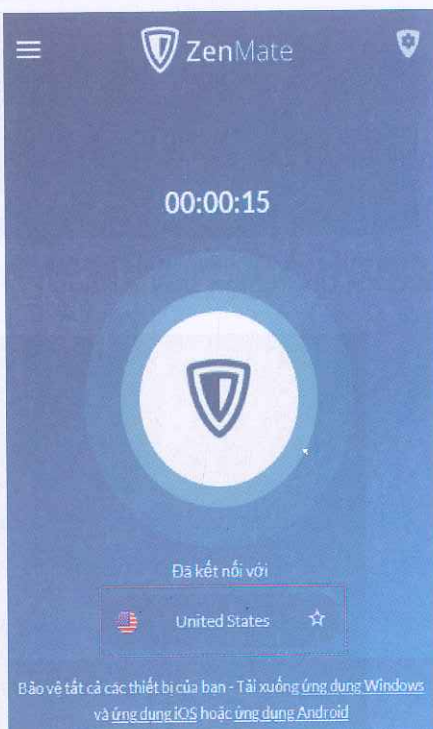 ZenMate
00:00:15
Đã kết nối với
United States
Bảo vệ tất cả các thiết bị của bạn - Tải xuống ứng dụng Windows
và ứng dụng iOS hoặc ứng dụng Android